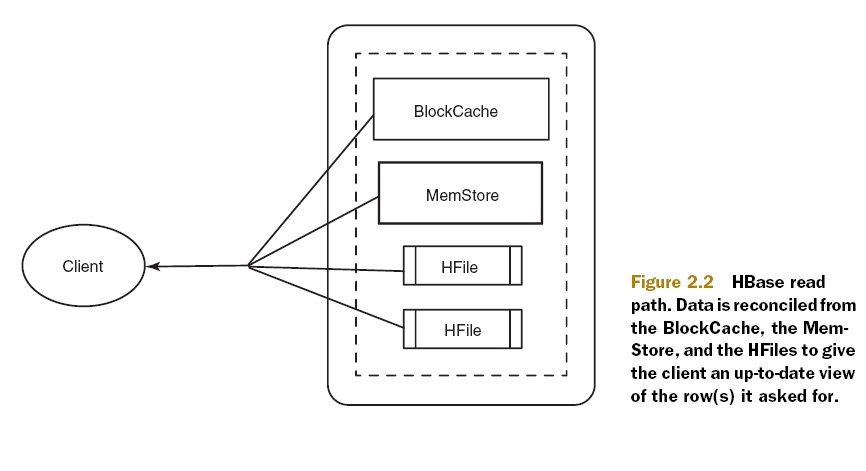 BlockCache
MemStore
Client
HFile
HFile
Figure 2.2 HBase read
path. Data is reconciled from
the BlockCache, the Mem-
Store, and the HFiles to give
the client an up-to-date view
of the row(s) it asked for.